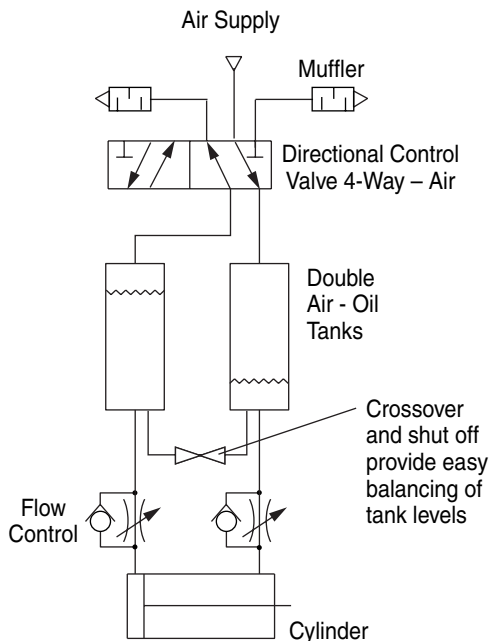 Air Supply
Muffler
Directional Control
Valve 4-Way – Air
Double
Air - Oil
Tanks
Crossover
and shut off
provide easy
balancing of
tank levels
Flow
Control
Cylinder